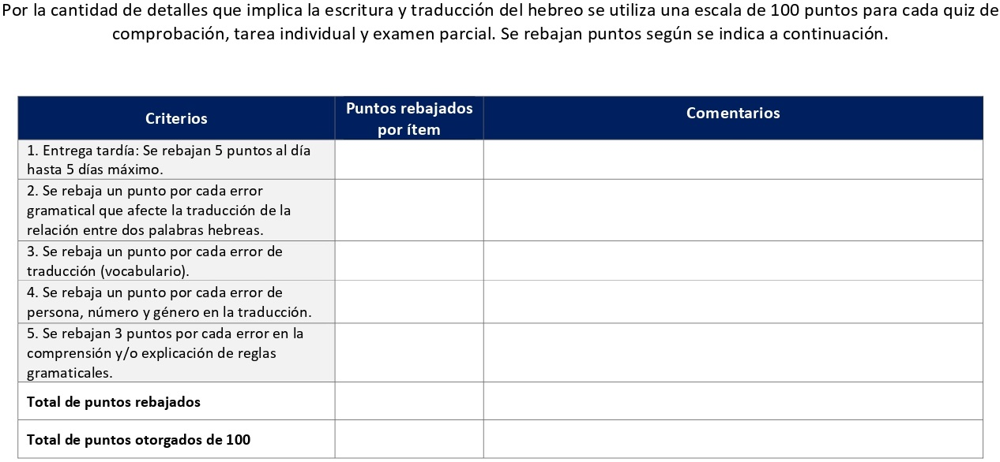 Por la cantidad de detalles que implica la escritura y traducción del hebreo se utiliza una escala de 100 puntos para cada quiz de
comprobación, tarea individual y examen parcial. Se rebajan puntos según se indica a continuación.
Criterios
Puntos rebajados
por ítem
Comentarios
1. Entrega tardía: Se rebajan 5 puntos al día
hasta 5 días máximo.
2. Se rebaja un punto por cada error
gramatical que afecte la traducción de la
relación entre dos palabras hebreas.
3. Se rebaja un punto por cada error de
traducción (vocabulario).
4. Se rebaja un punto por cada error de
persona, número y género en la traducción.
5. Se rebajan 3 puntos por cada error en la
comprensión y/o explicación de reglas
gramaticales.
Total de puntos rebajados
Total de puntos otorgados de 100